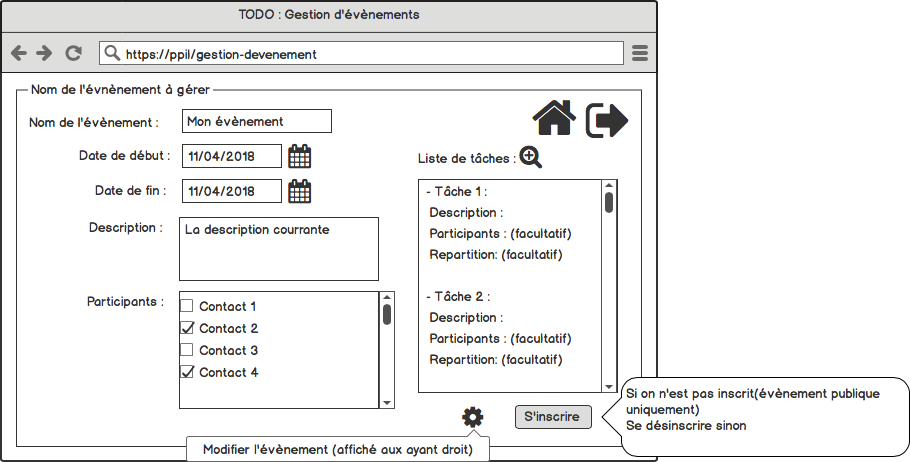 TODO : Gestion d'évènements
https://ppil/gestion-devenement
Nom de l'évnènement à gérer
Nom de l'évènement :
Mon évènement
Date de début :
11/04/2018
Date de fin :
11/04/2018
Description :
La description courrante
Participants :
Contact 1
Contact 2
Contact 3
Contact 4
Liste de tâches :
- Tâche 1 :
Description :
Participants : (facultatif)
Repartition: (facultatif)
- Tâche 2 :
Description :
Participants : (facultatif)
Repartition: (facultatif)
S'inscrire
Si on n'est pas inscrit(évènement publique
uniquement)
Se désinscrire sinon
Modifier l'évènement (affiché aux ayant droit)